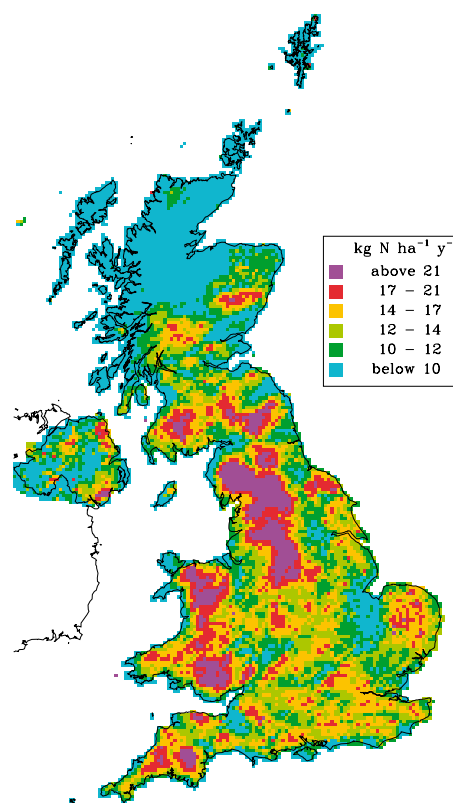 kg N ha⁻¹ y⁻
above 21
17 – 21
14 – 17
12 – 14
10 – 12
below 10